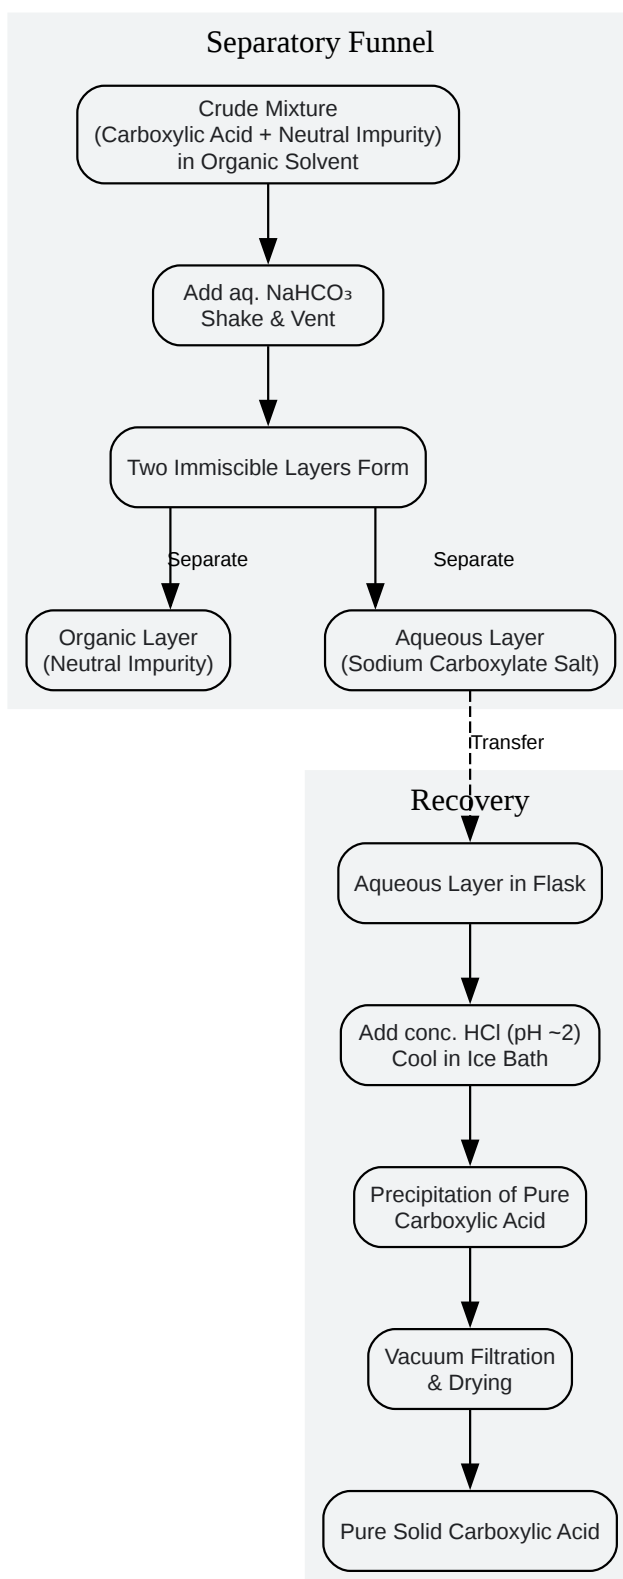 Separatory Funnel
Crude Mixture
(Carboxylic Acid + Neutral Impurity)
in Organic Solvent
Add aq. NaHCO₃
Shake & Vent
Two Immiscible Layers Form
Separate
Separate
Organic Layer
(Neutral Impurity)
Aqueous Layer
(Sodium Carboxylate Salt)
Transfer
Recovery
Aqueous Layer in Flask
Add conc. HCl (pH ~2)
Cool in Ice Bath
Precipitation of Pure
Carboxylic Acid
Vacuum Filtration
& Drying
Pure Solid Carboxylic Acid